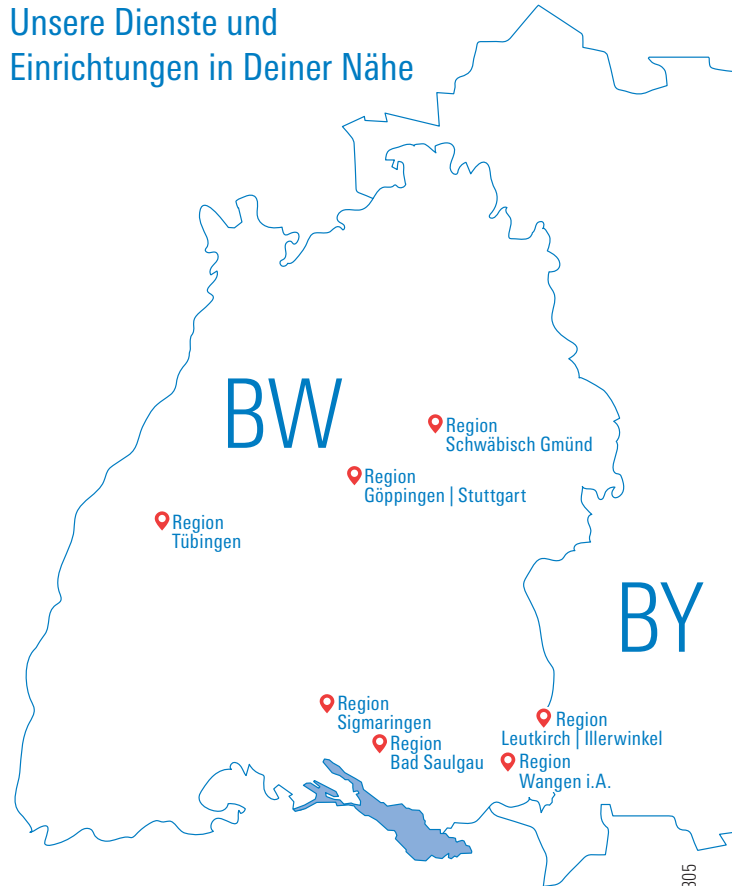 Unsere Dienste und
Einrichtungen in Deiner Nähe
BW
Region
Schwäbisch Gmünd
Region
Göppingen | Stuttgart
Region
Tübingen
BY
Region
Sigmaringen
Region
Bad Saulgau
Region
Leutkirch | Illerwinkel
Region
Wangen i.A.
305